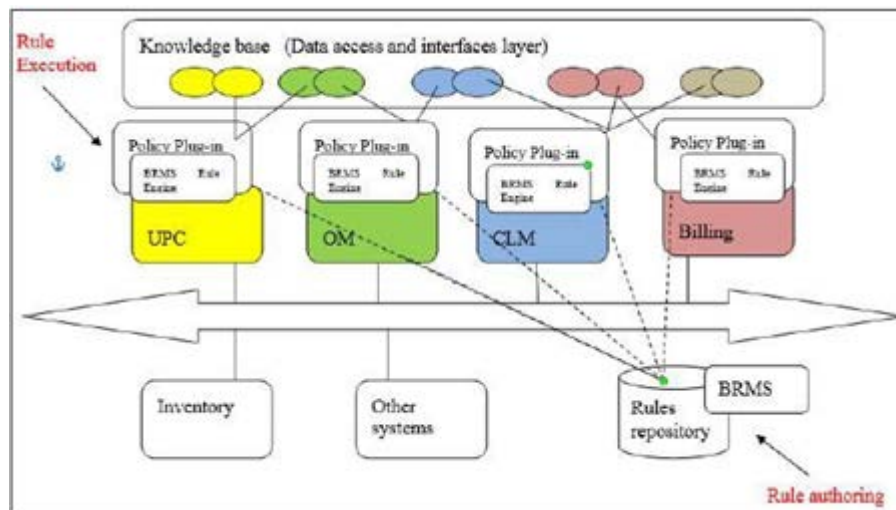 Rule
Execution
Knowledge base (Data access and interfaces layer)
Policy Plug-in
BRMS Rule
Engine
UPC
Policy Plug-in
BRMS Rule
Engine
OM
Policy Plug-in
BRMS Rule
Engine
CLM
Policy Plug-in
BRMS Rule
Engine
Billing
Inventory
Other
systems
Rules
repository
BRMS
Rule authoring